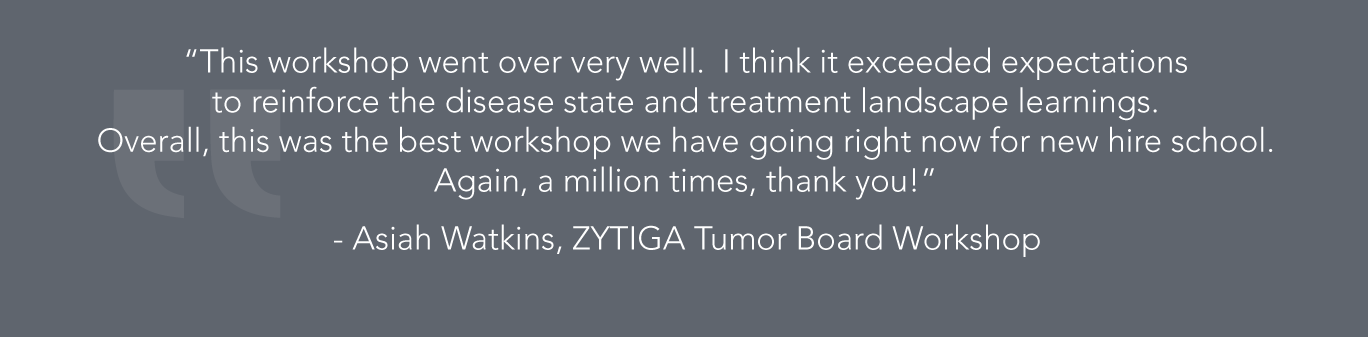 “This workshop went over very well.  I think it exceeded expectations
to reinforce the disease state and treatment landscape learnings.
Overall, this was the best workshop we have going right now for new hire school.
Again, a million times, thank you!”
- Asiah Watkins, ZYTIGA Tumor Board Workshop